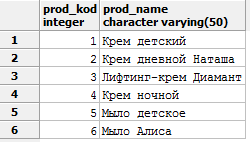 prod_kod prod_name
integer character varying(50)
1 1 Крем детский
2 2 Крем дневной Наташа
3 3 Лифтинг-крем Диамант
4 4 Крем ночной
5 5 Мыло детское
6 6 Мыло Алиса